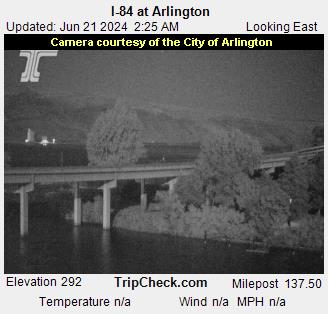 I-84 at Arlington
Updated: Jun 21 2024 2:25 AM Looking East
Camera courtesy of the City of Arlington
Elevation 292 TripCheck.com Milepost 137.50
Temperature n/a Wind n/a MPH n/a